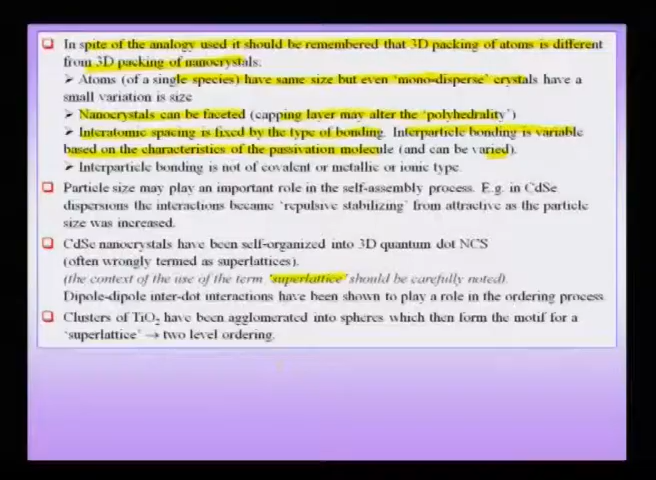 In spite of the analogy used it should be remembered that 3D packing of atoms is different
from 3D packing of nanocrystals:
➤ Atoms (of a single species) have same size but even 'mono-disperse' crystals have a
small variation is size
➤ Nanocrystals can be faceted (capping layer may alter the 'polyhedrality')
➤ Interatomic spacing is fixed by the type of bonding. Interparticle bonding is variable
based on the characteristics of the passivation molecule (and can be varied).
➤ Interparticle bonding is not of covalent or metallic or ionic type.
Particle size may play an important role in the self-assembly process. E.g. in CdSe
dispersions the interactions became 'repulsive stabilizing' from attractive as the particle
size was increased.
CdSe nanocrystals have been self-organized into 3D quantum dot NCS
(often wrongly termed as superlattices).
(the context of the use of the term 'superlattice' should be carefully noted).
Dipole-dipole inter-dot interactions have been shown to play a role in the ordering process.
Clusters of TiO₂ have been agglomerated into spheres which then form the motif for a
'superlattice' → two level ordering.